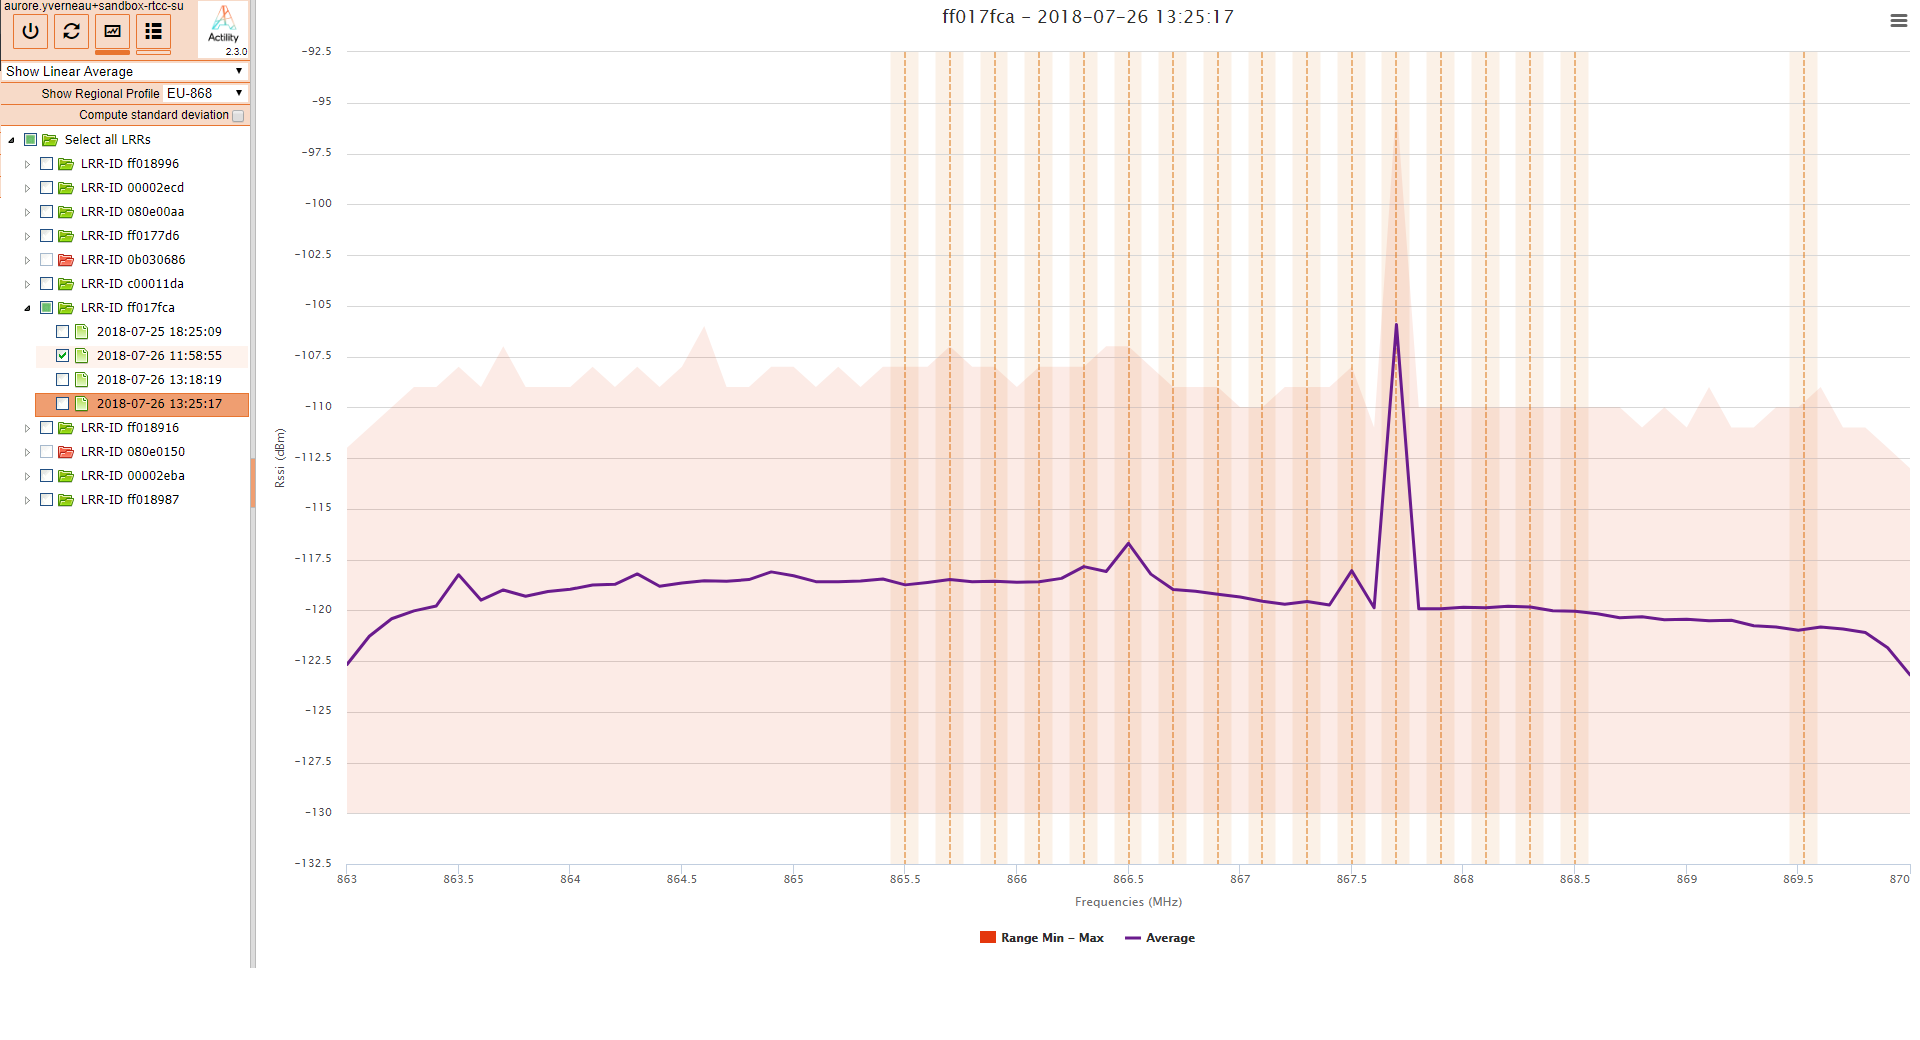 aurore.yverneau+sandbox-rtcc-su
Actility
2.3.0
Show Linear Average
Show Regional Profile EU-868
Compute standard deviation
Select all LRRs
LRR-ID ff018996
LRR-ID 00002ecd
LRR-ID 080e00aa
LRR-ID ff0177d6
LRR-ID 0b030686
LRR-ID c00011da
LRR-ID ff017fca
2018-07-25 18:25:09
2018-07-26 11:58:55
2018-07-26 13:18:19
2018-07-26 13:25:17
LRR-ID ff018916
LRR-ID 080e0150
LRR-ID 00002eba
LRR-ID ff018987
ff017fca - 2018-07-26 13:25:17
-92.5
-95
-97.5
-100
-102.5
-105
-107.5
-110
-112.5
-115
-117.5
-120
-122.5
-125
-127.5
-130
-132.5
Rssi (dBm)
863 863.5 864 864.5 865 865.5 866 866.5 867 867.5 868 868.5 869 869.5 870
Frequencies (MHz)
Range Min - Max Average